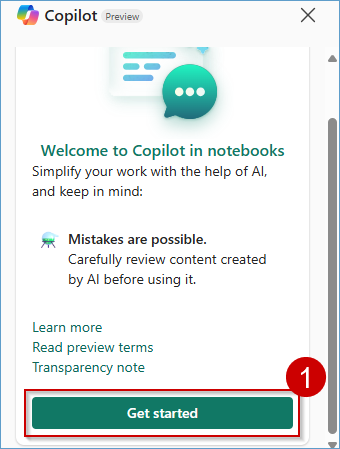 Copilot Preview
Welcome to Copilot in notebooks
Simplify your work with the help of AI,
and keep in mind:
Mistakes are possible.
Carefully review content created
by AI before using it.
Learn more
Read preview terms
Transparency note
1
Get started